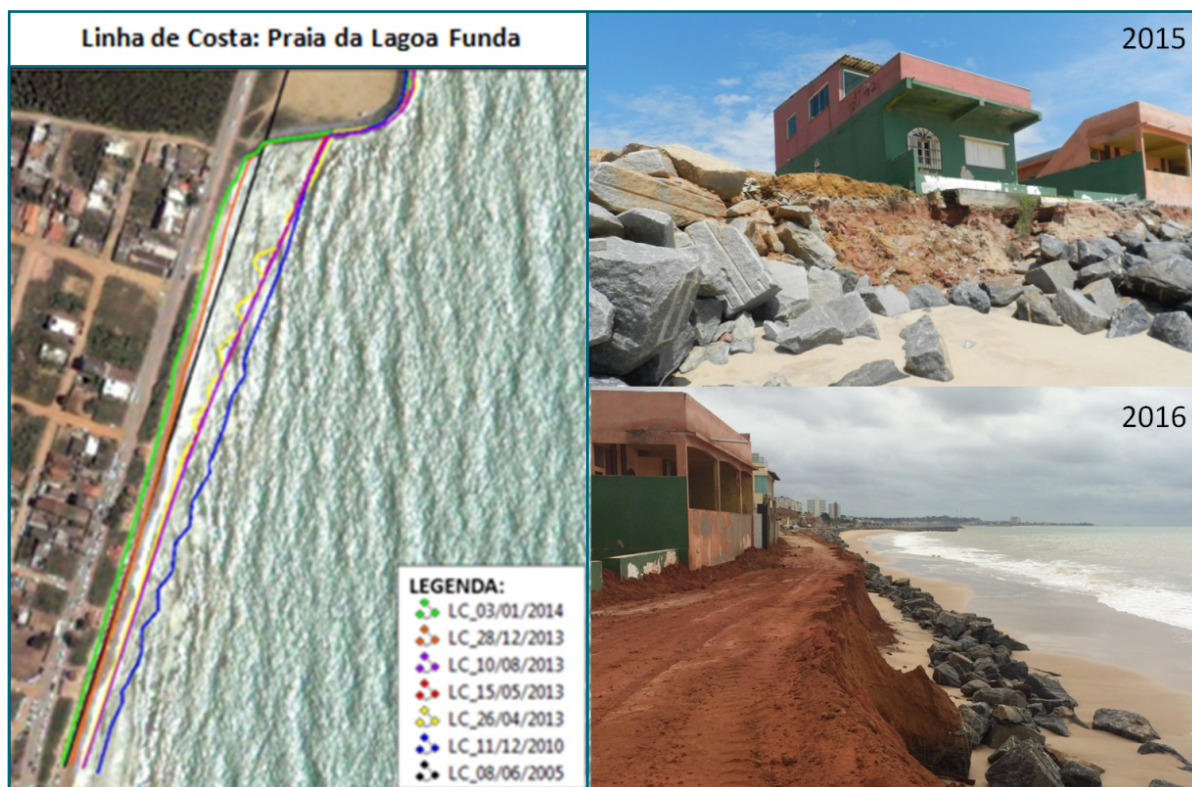 Linha de Costa: Praia da Lagoa Funda
LEGENDA:
LC_03/01/2014
LC_28/12/2013
LC_10/08/2013
LC_15/05/2013
LC_26/04/2013
LC_11/12/2010
LC_08/06/2005
2015
2016